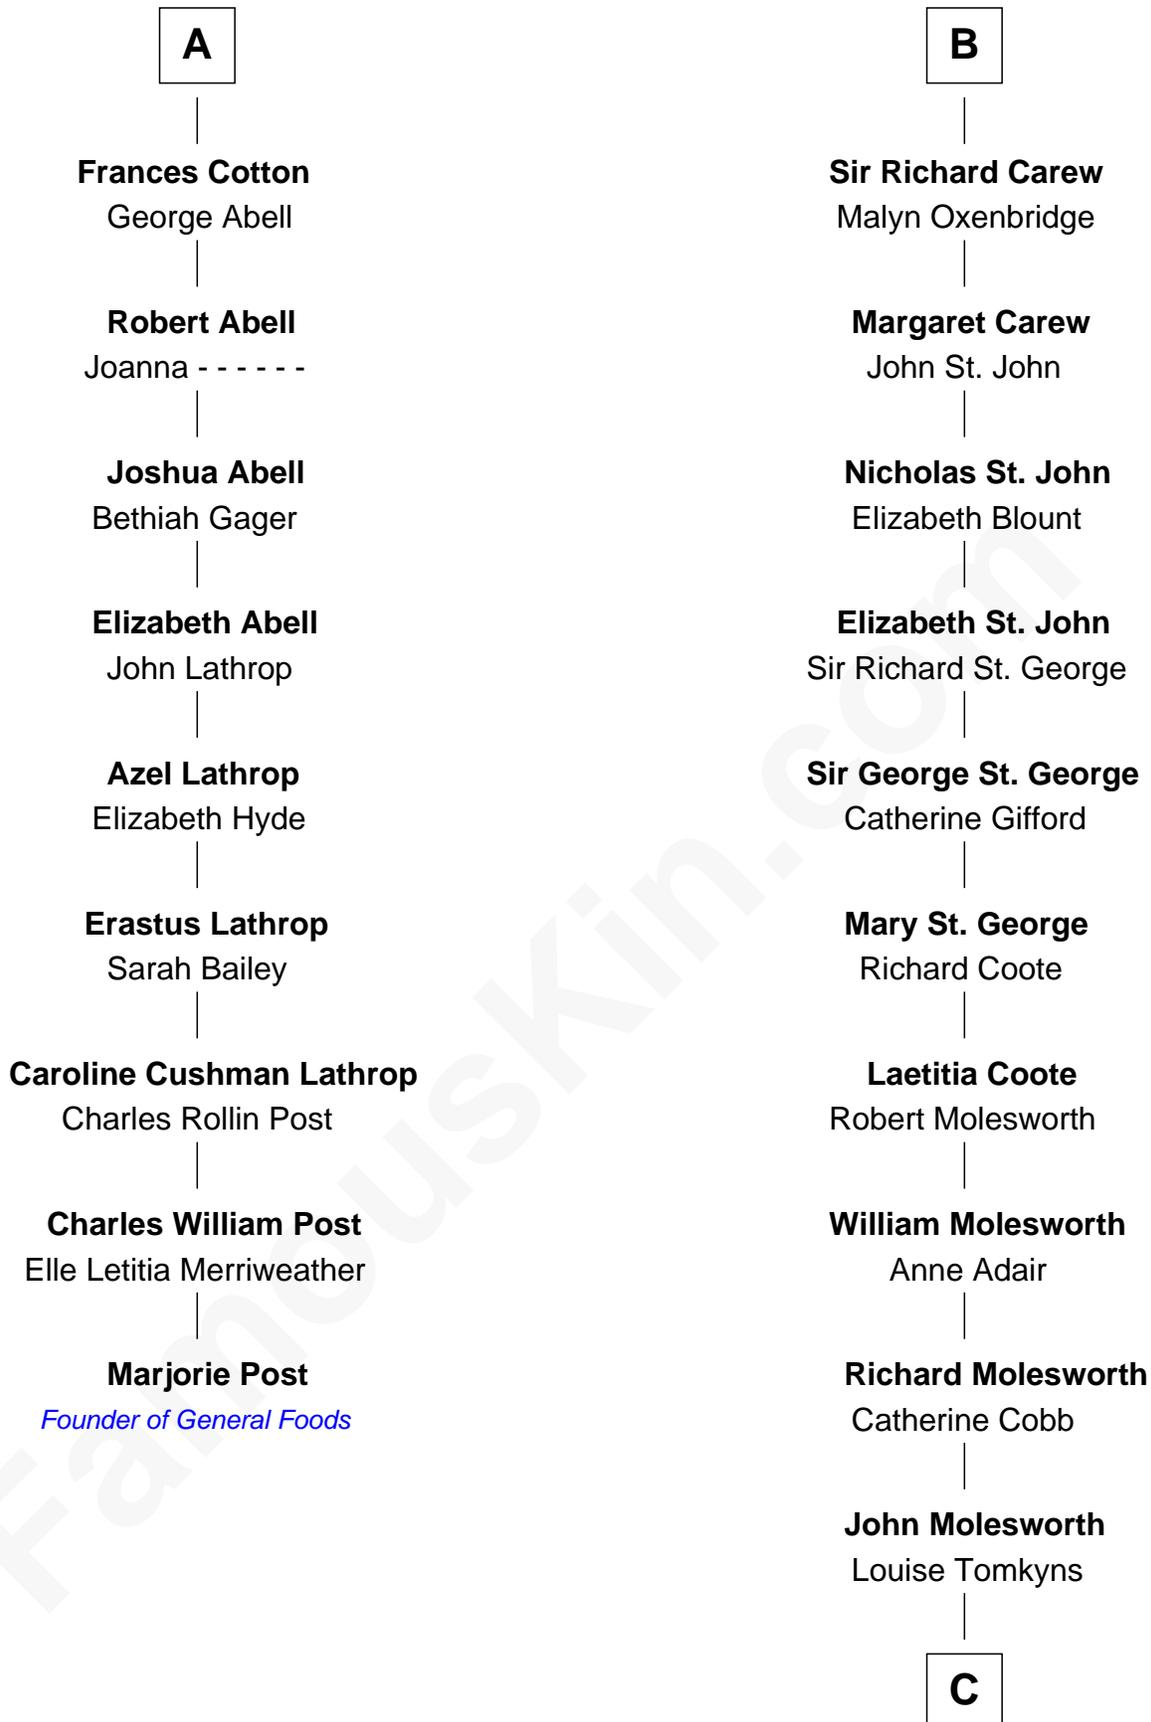 A
Frances Cotton
George Abell
Robert Abell
Joanna - - - - - -
Joshua Abell
Bethiah Gager
Elizabeth Abell
John Lathrop
Azel Lathrop
Elizabeth Hyde
Erastus Lathrop
Sarah Bailey
Caroline Cushman Lathrop
Charles Rollin Post
Charles William Post
Elle Letitia Merriweather
Marjorie Post
Founder of General Foods
B
Sir Richard Carew
Malyn Oxenbridge
Margaret Carew
John St. John
Nicholas St. John
Elizabeth Blount
Elizabeth St. John
Sir Richard St. George
Sir George St. George
Catherine Gifford
Mary St. George
Richard Coote
Laetitia Coote
Robert Molesworth
William Molesworth
Anne Adair
Richard Molesworth
Catherine Cobb
John Molesworth
Louise Tomkyns
C
FamousKin.com